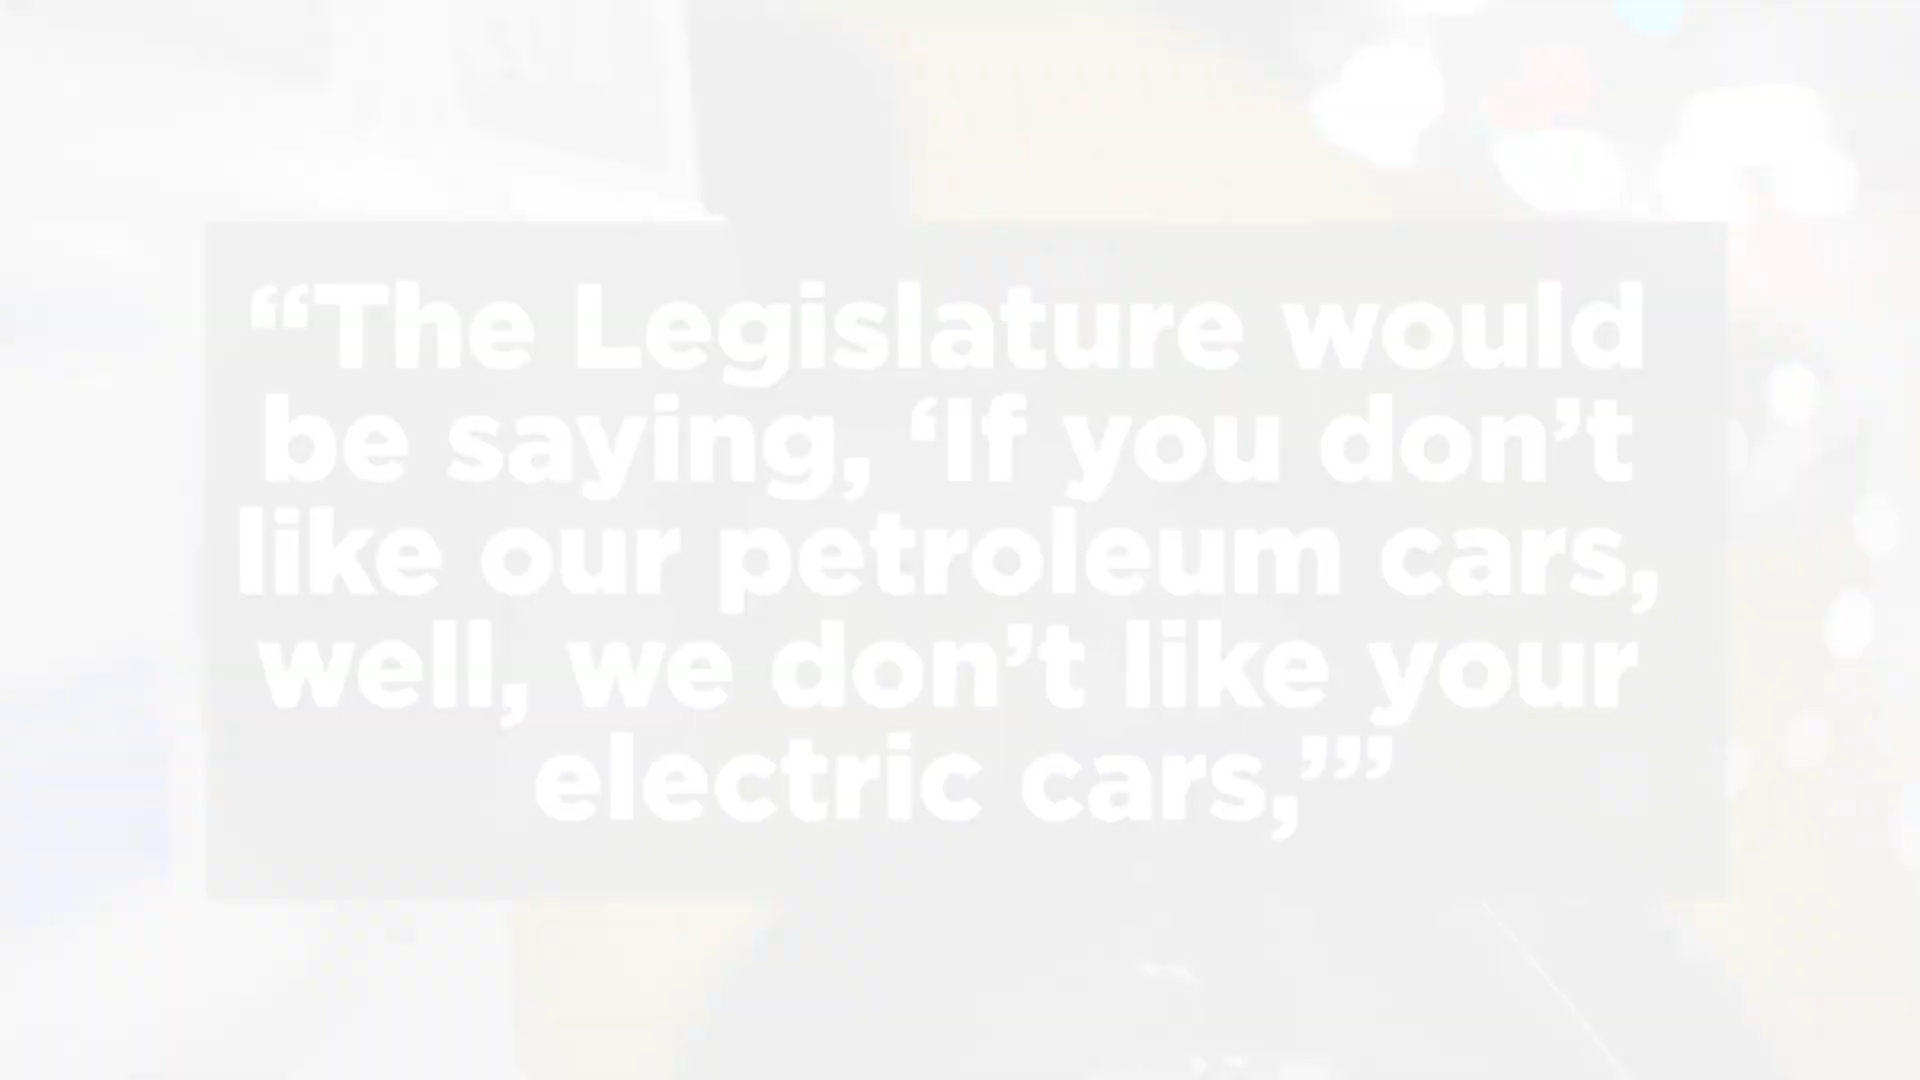 “The Legislature would
be saying, ‘If you don’t
like our petroleum cars,
well, we don’t like your
electric cars,’”